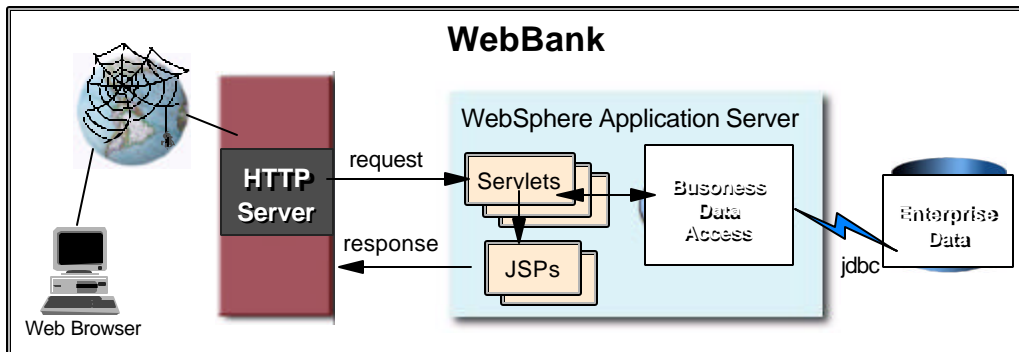 WebBank
WebSphere Application Server
HTTP
Server
request
response
Servlets
JSPs
Busoness
Data
Access
jdbc
Enterprise
Data
Web Browser